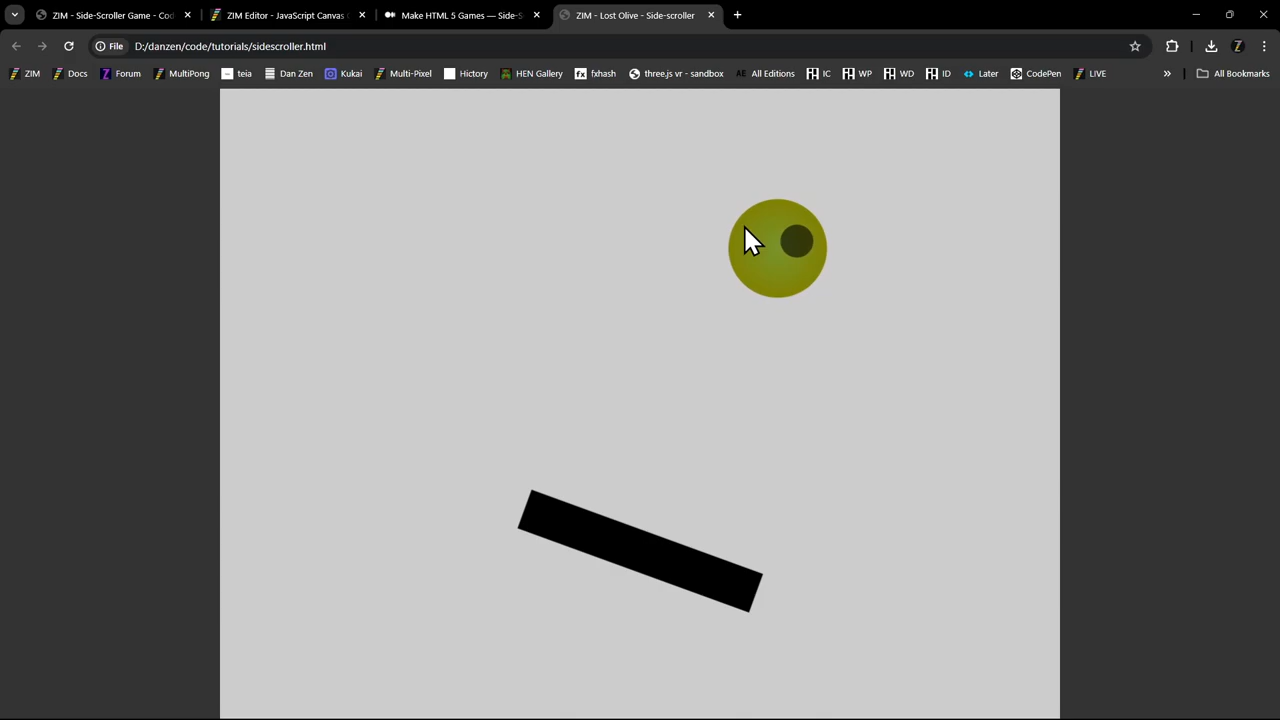 ZIM - Side-Scroller Game - Cod
ZIM Editor - JavaScript Canvas C
Make HTML 5 Games — Side-S
ZIM - Lost Olive - Side-scroller
File D:/danzen/code/tutorials/sidescroller.html
ZIM Docs Forum MultiPong teia Dan Zen Kukai Multi-Pixel Hictory HEN Gallery fxhash three.js vr - sandbox AE All Editions IC WP WD ID Later CodePen LIVE » All Bookmarks